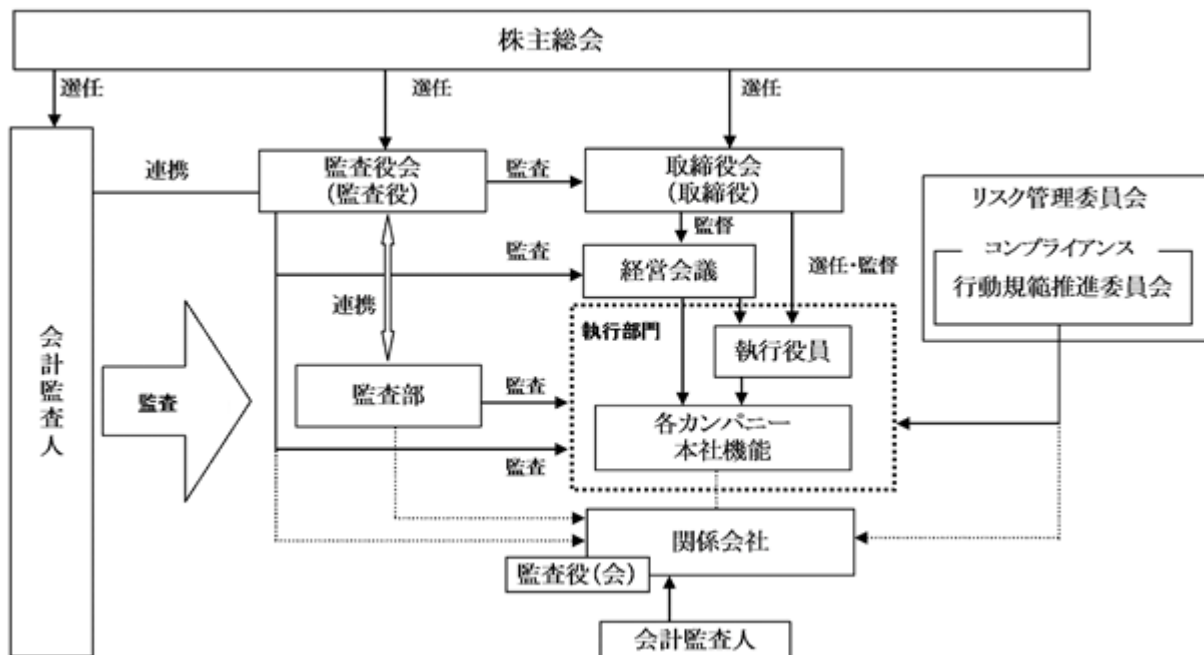 株主総会
選任
選任
選任
連携
監査役会
(監査役)
監査
取締役会
(取締役)
リスク管理委員会
コンプライアンス
行動規範推進委員会
監督
選任・監督
監査
経営会議
連携
執行部門
執行役員
会計監査人
監査
監査部
監査
各カンパニー
本社機能
監査
関係会社
監査役(会)
会計監査人